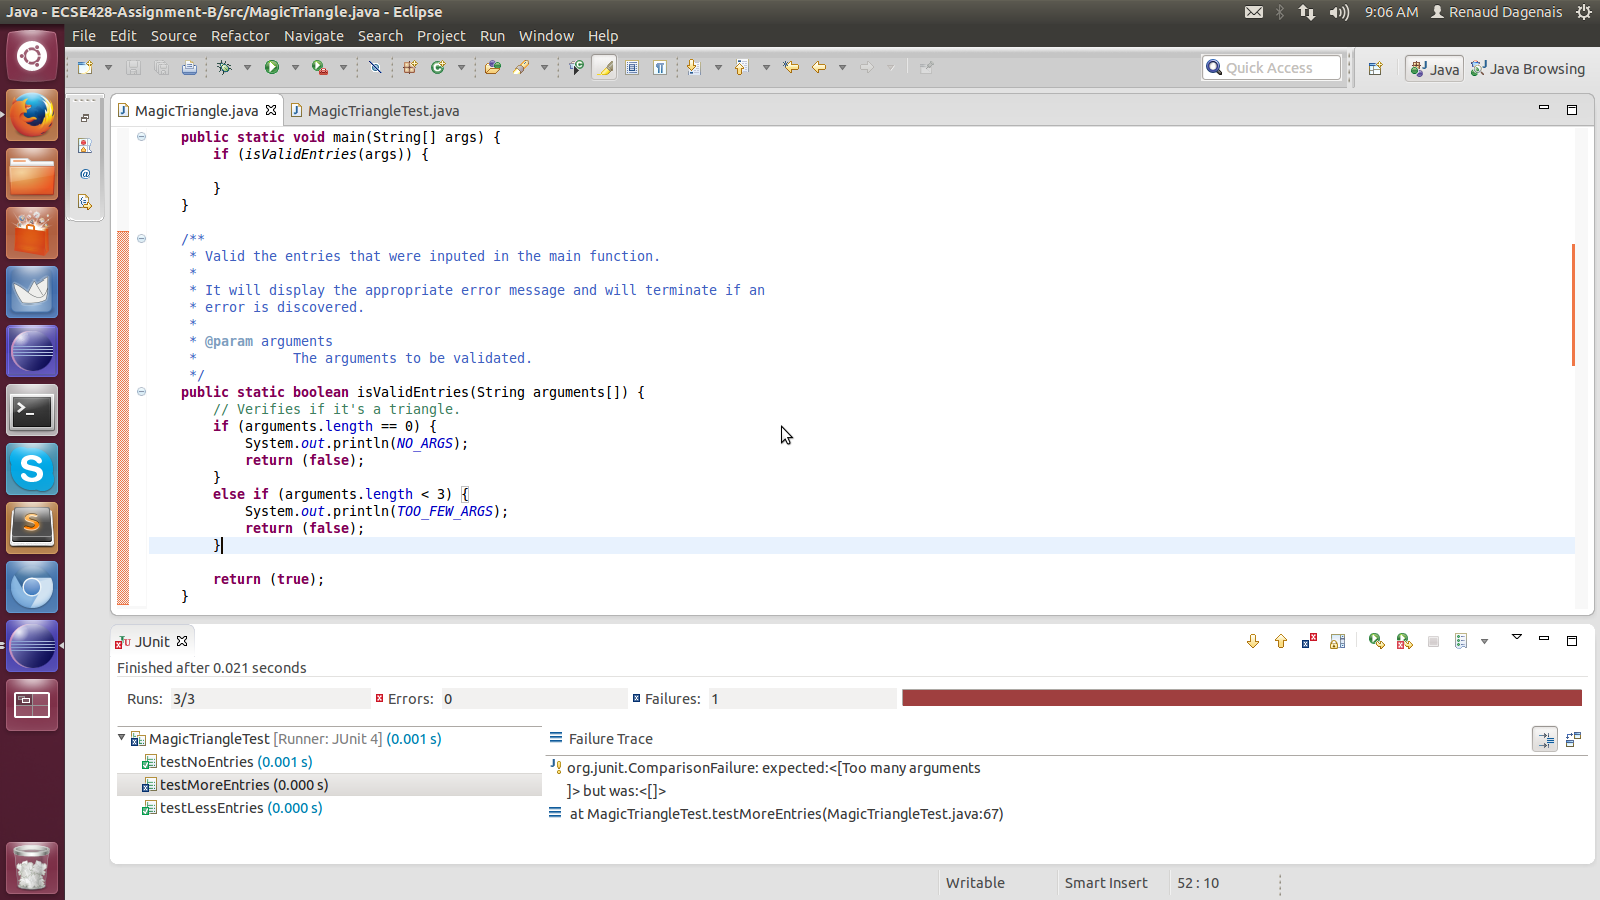 Java - ECSE428-Assignment-B/src/MagicTriangle.java - Eclipse
9:06 AM Renaud Dagenais
File Edit Source Refactor Navigate Search Project Run Window Help
Quick Access
Java
Java Browsing
MagicTriangle.java
MagicTriangleTest.java
public static void main(String[] args) {
if (isValidEntries(args)) {
}
}
/**
* Valid the entries that were inputed in the main function.
*
* It will display the appropriate error message and will terminate if an
* error is discovered.
*
* @param arguments
* The arguments to be validated.
*/
public static boolean isValidEntries(String arguments[]) {
// Verifies if it's a triangle.
if (arguments.length == 0) {
System.out.println(NO_ARGS);
return (false);
}
else if (arguments.length < 3) {
System.out.println(TOO_FEW_ARGS);
return (false);
}
return (true);
}
JUnit
Finished after 0.021 seconds
Runs: 3/3 Errors: 0 Failures: 1
MagicTriangleTest [Runner: JUnit 4] (0.001 s)
testNoEntries (0.001 s)
testMoreEntries (0.000 s)
testLessEntries (0.000 s)
Failure Trace
org.junit.ComparisonFailure: expected:<[Too many arguments
]> but was:<[]>
at MagicTriangleTest.testMoreEntries(MagicTriangleTest.java:67)
Writable Smart Insert 52 : 10